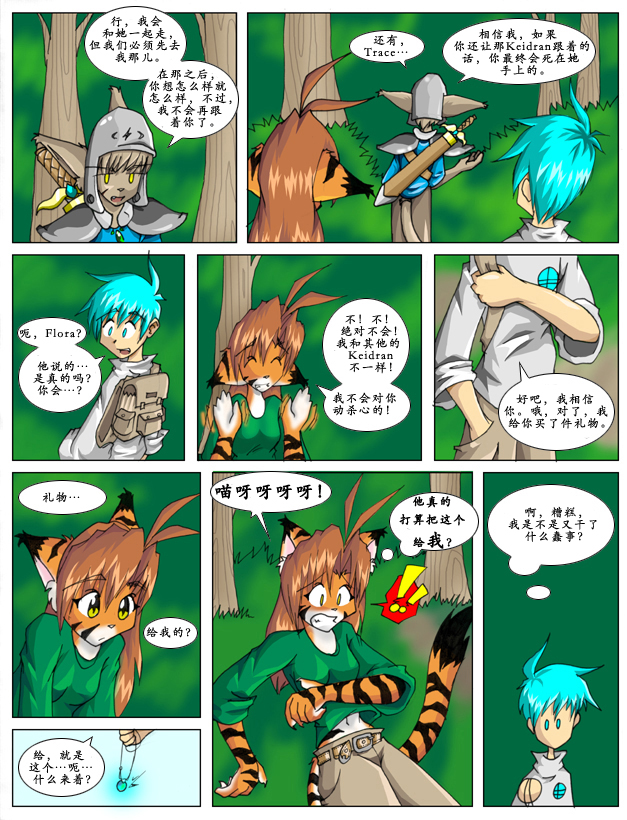 行，我会
和她一起走，
但我们必须先去
我那儿。
在那之后，
你想怎么样就
怎么样，不过，
我不会再跟
着你了。
还有，
Trace…
相信我，如果
你还让那Keidran跟着的
话，你最终会死在她
手上的。
呃，Flora?
他说的…
是真的吗?
你会…?
不！不！
绝对不会！
我和其他的
Keidran
不一样！
我不会对你
动杀心的！
好吧，我相信
你。哦，对了，我
给你买了件礼物。
礼物…
给我的?
给，就是
这个…呃…
什么来着?
喵呀呀呀呀！
他真的
打算把这个
给我?
啊，糟糕，
我是不是又干了
什么蠢事?